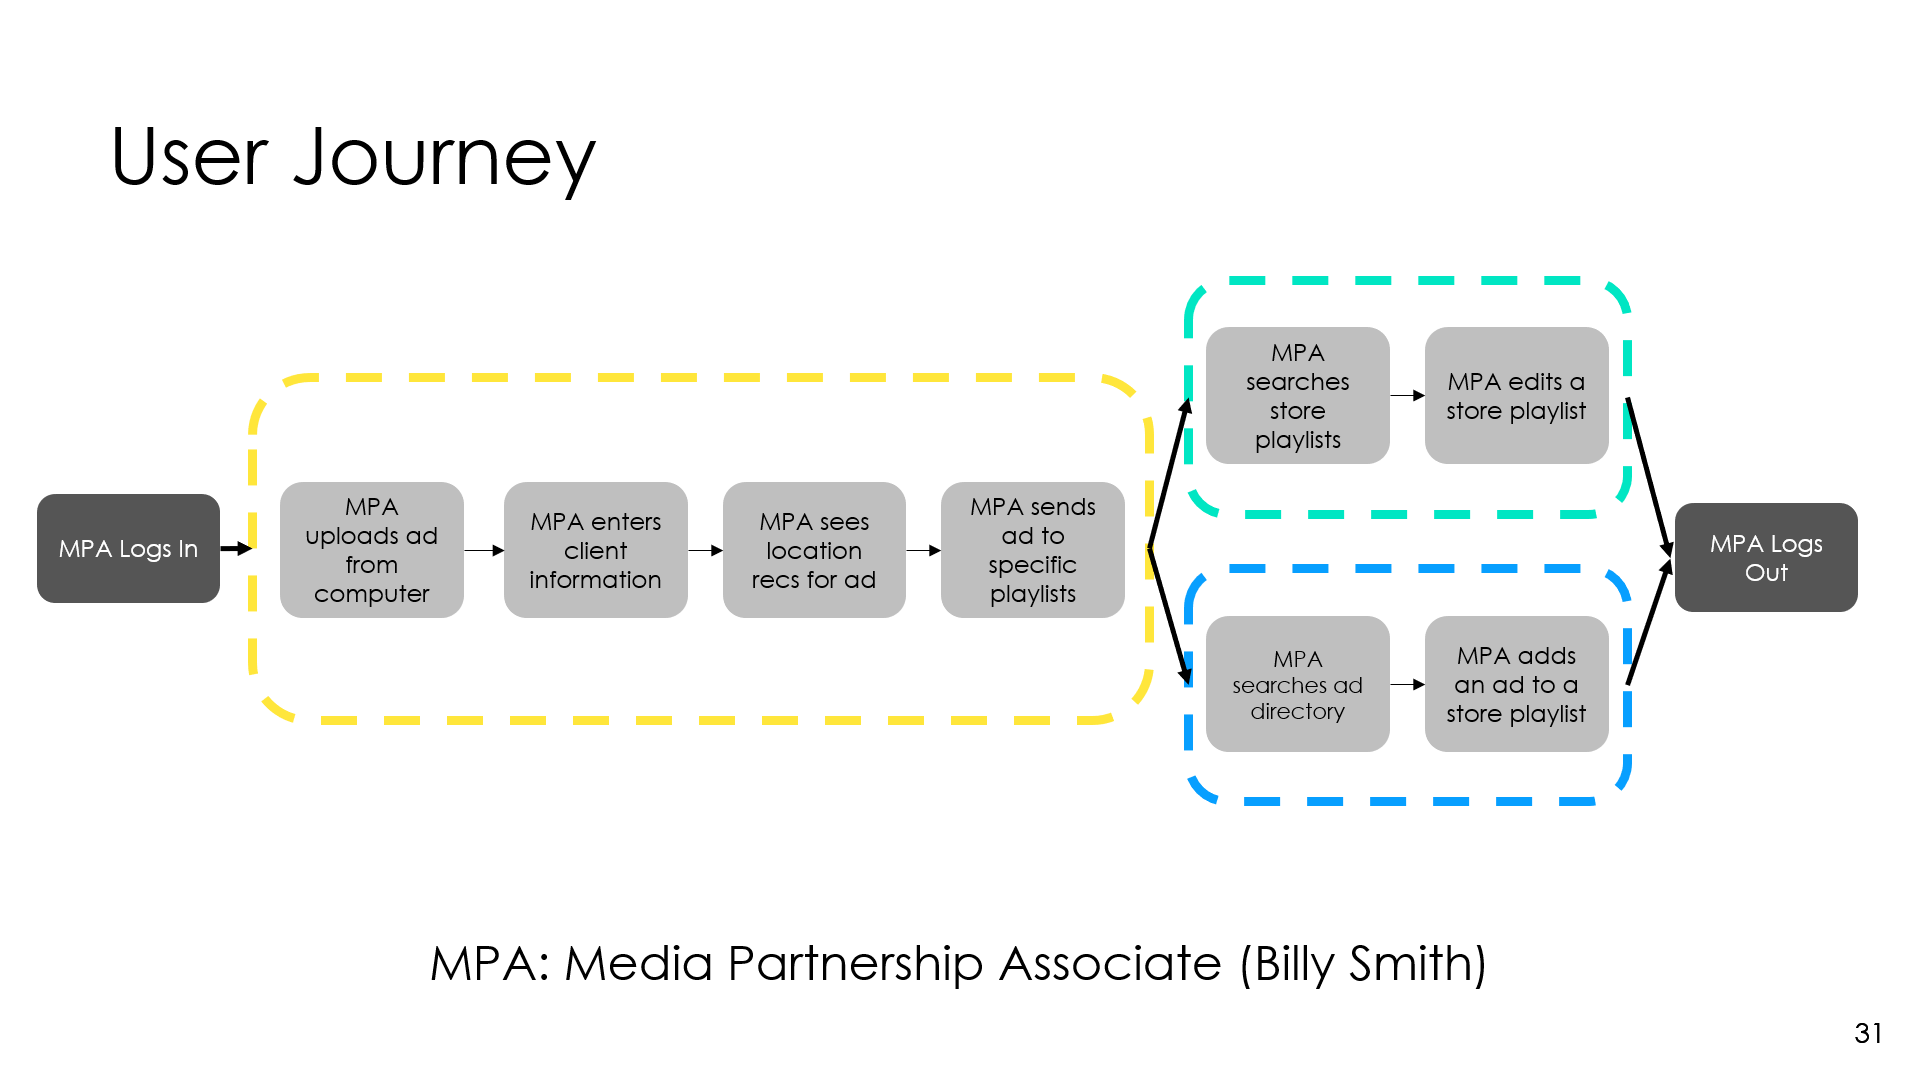 User Journey
MPA Logs In
MPA
uploads ad
from
computer
MPA enters
client
information
MPA sees
location
recs for ad
MPA sends
ad to
specific
playlists
MPA
searches
store
playlists
MPA edits a
store playlist
MPA
searches ad
directory
MPA adds
an ad to a
store playlist
MPA Logs
Out
MPA: Media Partnership Associate (Billy Smith)
31